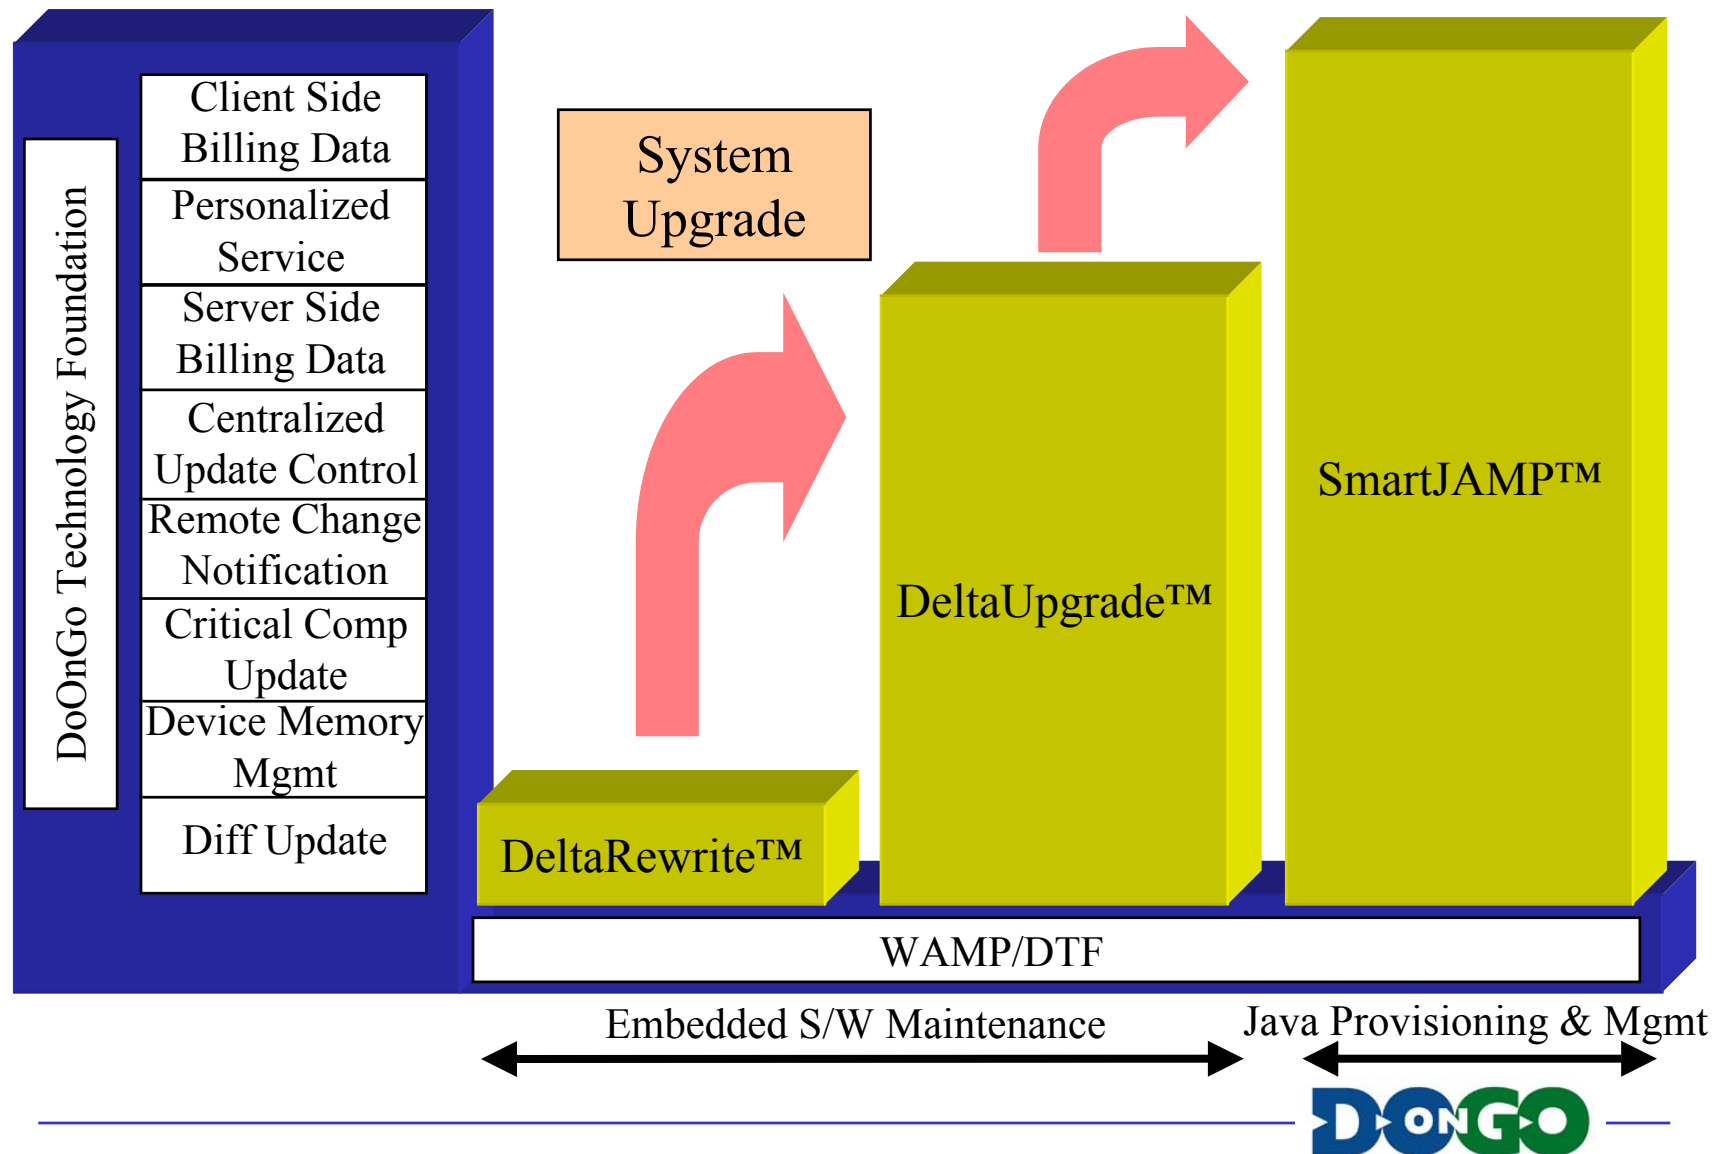 DoOnGo Technology Foundation
Client Side
Billing Data
Personalized
Service
Server Side
Billing Data
Centralized
Update Control
Remote Change
Notification
Critical Comp
Update
Device Memory
Mgmt
Diff Update
System
Upgrade
DeltaRewrite™
DeltaUpgrade™
SmartJAMP™
WAMP/DTF
Embedded S/W Maintenance
Java Provisioning & Mgmt
DOONGO